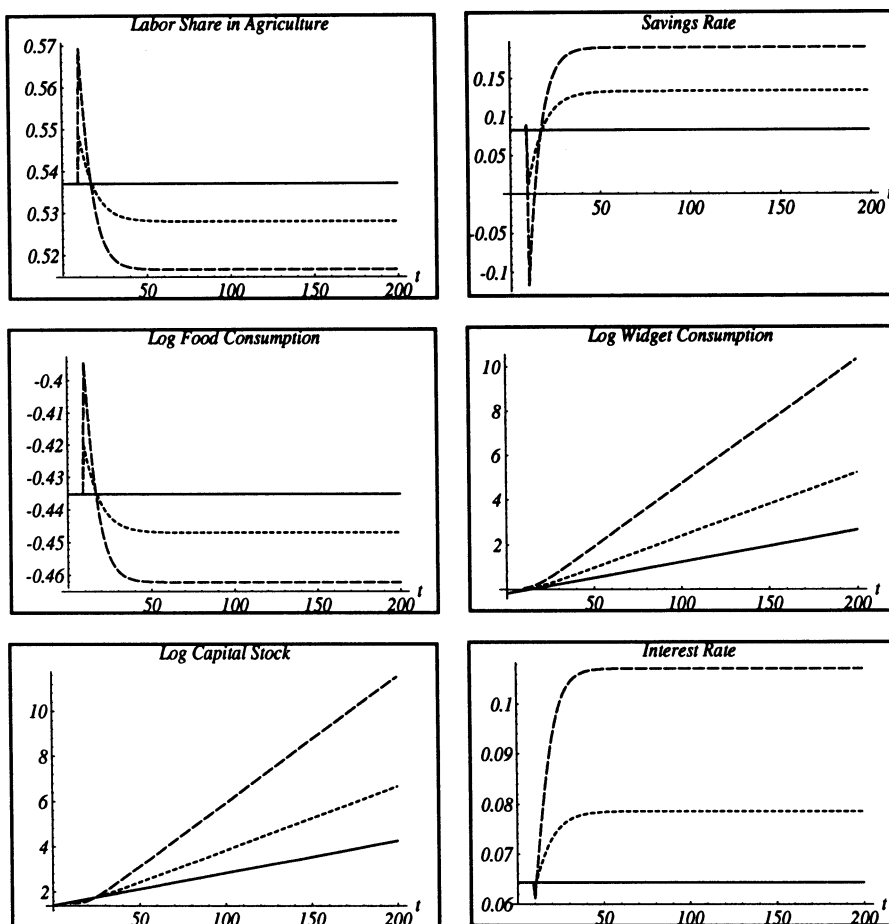 Labor Share in Agriculture
0.57
0.56
0.55
0.54
0.53
0.52
50 100 150 200 t
Savings Rate
0.15
0.1
0.05
-0.05
-0.1
50 100 150 200 t
Log Food Consumption
-0.4
-0.41
-0.42
-0.43
-0.44
-0.45
-0.46
50 100 150 200 t
Log Widget Consumption
10
8
6
4
2
50 100 150 200 t
Log Capital Stock
10
8
6
4
2
50 100 150 200 t
Interest Rate
0.1
0.09
0.08
0.07
0.06
50 100 150 200 t